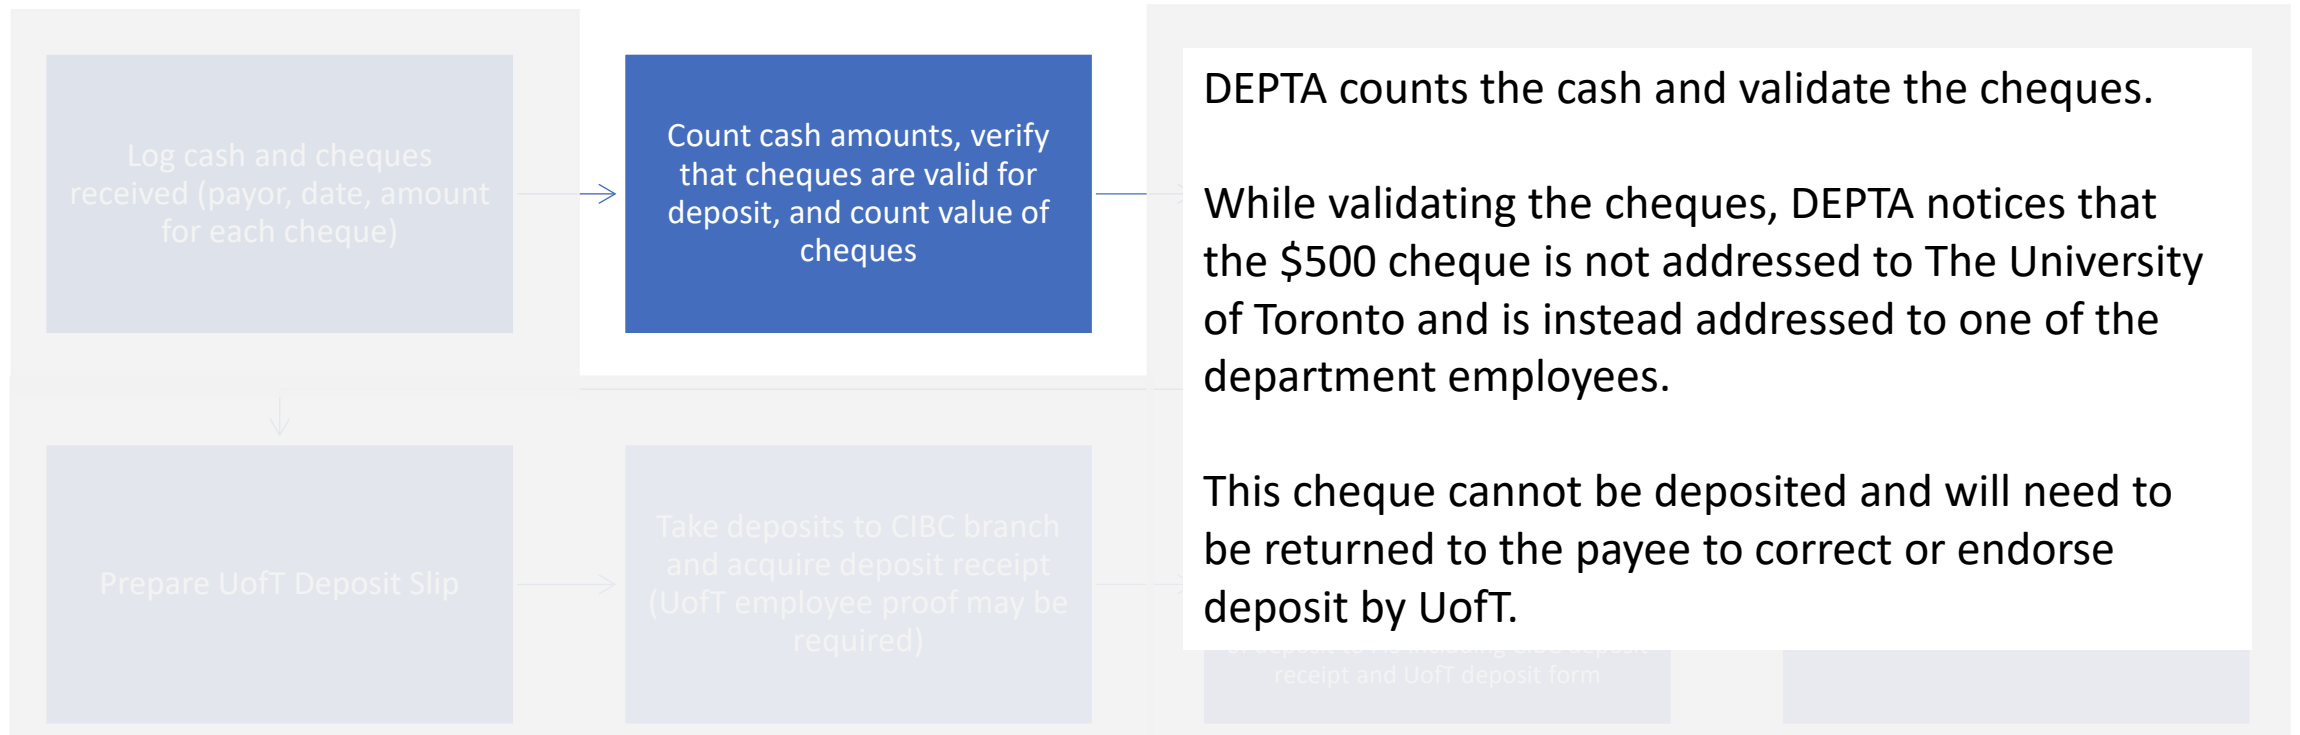 Log cash and cheques
received (payor, date, amount
for each cheque)
Count cash amounts, verify
that cheques are valid for
deposit, and count value of
cheques
DEPTA counts the cash and validate the cheques.
While validating the cheques, DEPTA notices that
the $500 cheque is not addressed to The University
of Toronto and is instead addressed to one of the
department employees.
This cheque cannot be deposited and will need to
be returned to the payee to correct or endorse
deposit by UofT.
Prepare UofT Deposit Slip
Take deposits to CIBC branch
and acquire deposit receipt
(UofT employee proof may be
required)
receipt and UofT deposit form